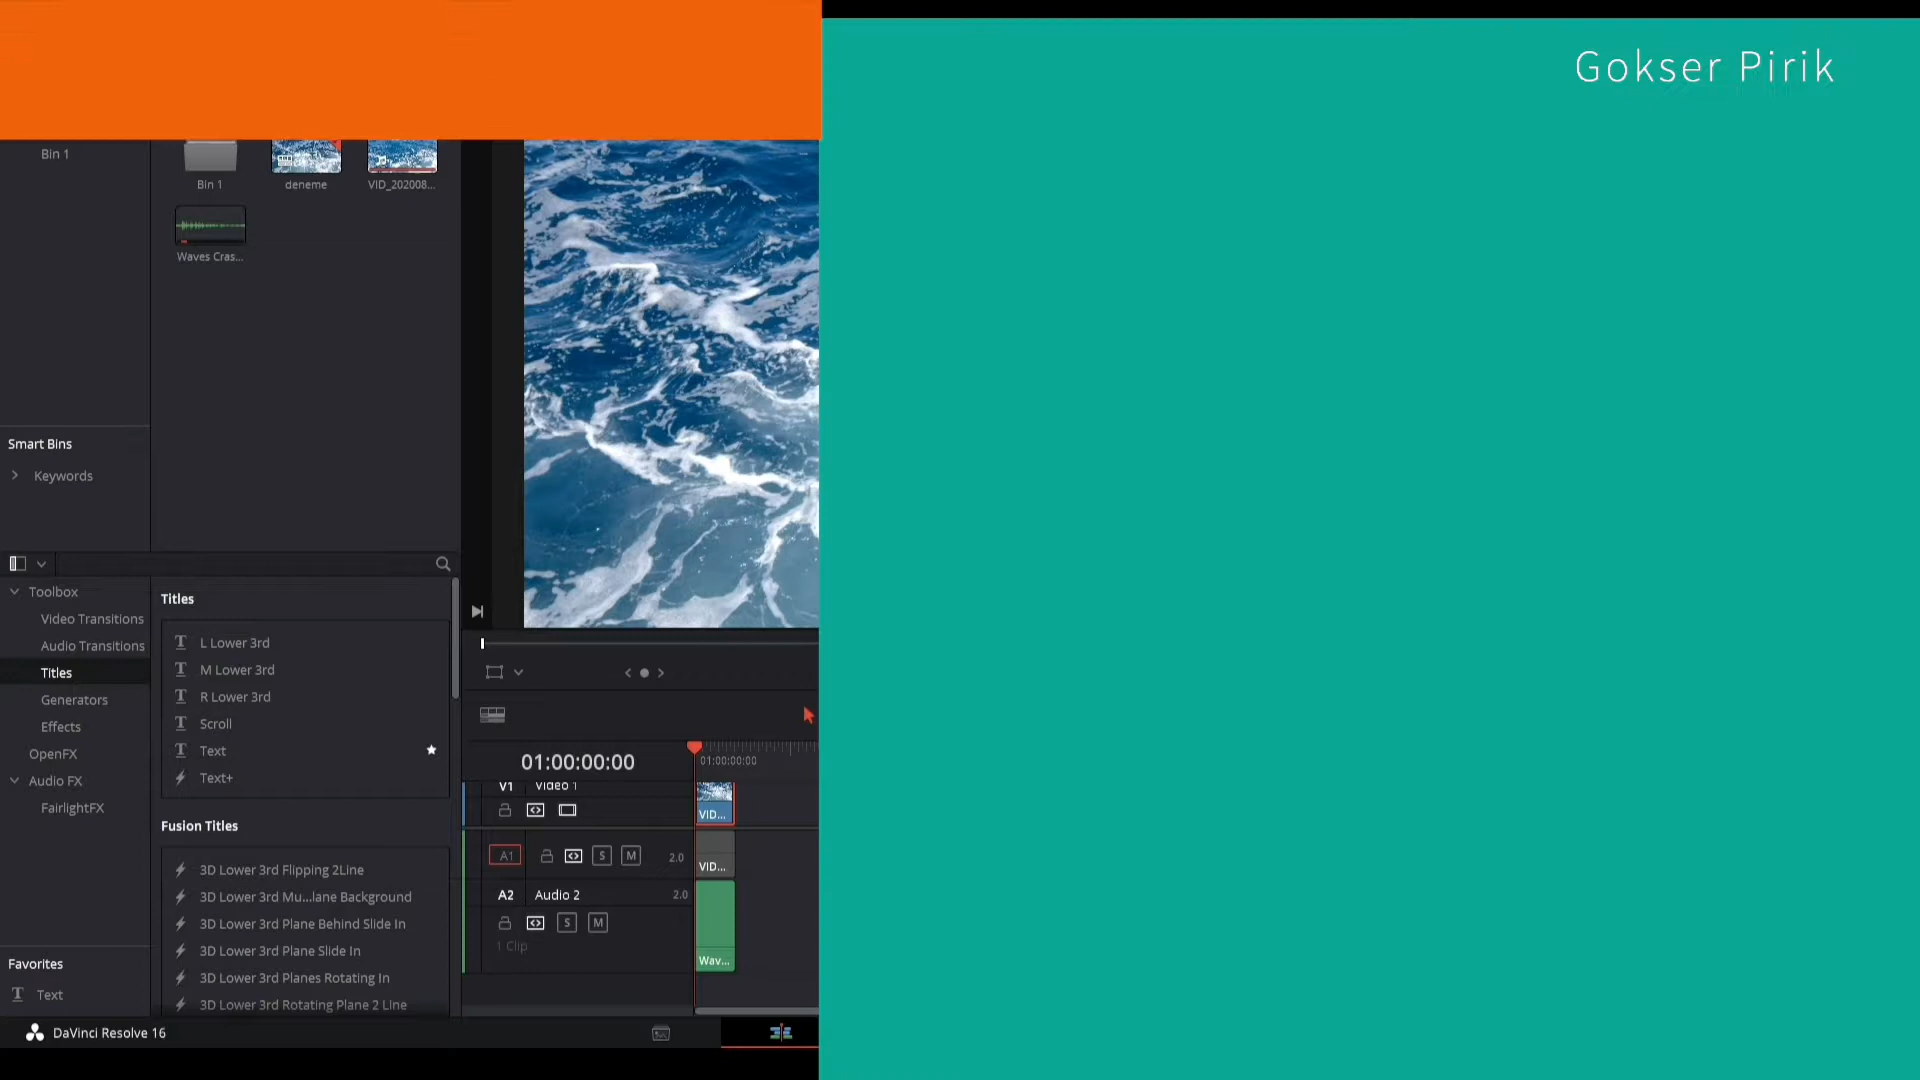 Gokser Pirik
Bin 1
Bin 1
deneme
VID_202008...
Waves Cras...
Smart Bins
Keywords
Toolbox
Video Transitions
Audio Transitions
Titles
Generators
Effects
OpenFX
Audio FX
FairlightFX
Favorites
Text
Titles
L Lower 3rd
M Lower 3rd
R Lower 3rd
Scroll
Text
Text+
Fusion Titles
3D Lower 3rd Flipping 2Line
3D Lower 3rd Mu...lane Background
3D Lower 3rd Plane Behind Slide In
3D Lower 3rd Plane Slide In
3D Lower 3rd Planes Rotating In
3D Lower 3rd Rotating Plane 2 Line
01:00:00:00
01:00:00:00
V1 Video 1
VID...
A1 S M 2.0
VID...
A2 Audio 2 2.0
S M
1 Clip
Wav...
DaVinci Resolve 16